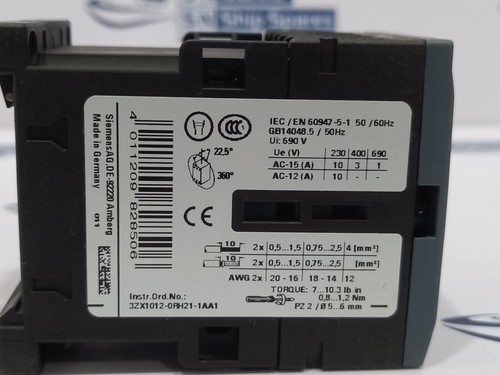 Ship Spares
SiemensAG,DE-92220 Amberg
Made in Germany
011
4 011209 828506
22,5°
360°
CCC
CE
IEC / EN 60947-5-1 50 /60Hz
GB14048.5 / 50Hz
Ui: 690 V
Ue (V) 230 400 690
AC-15 (A) 10 3 1
AC-12 (A) 10 - -
10 2x 0,5...1,5 0,75...2,5 4 [mm²]
10 2x 0,5...1,5 0,75...2,5 [mm²]
AWG 2x 20 - 16 18 - 14 12
TORQUE: 7...10.3 lb in
0,8...1,2 Nm
PZ 2 / Ø 5...6 mm
Instr.Ord.No.:
3ZX1012-0RH21-1AA1